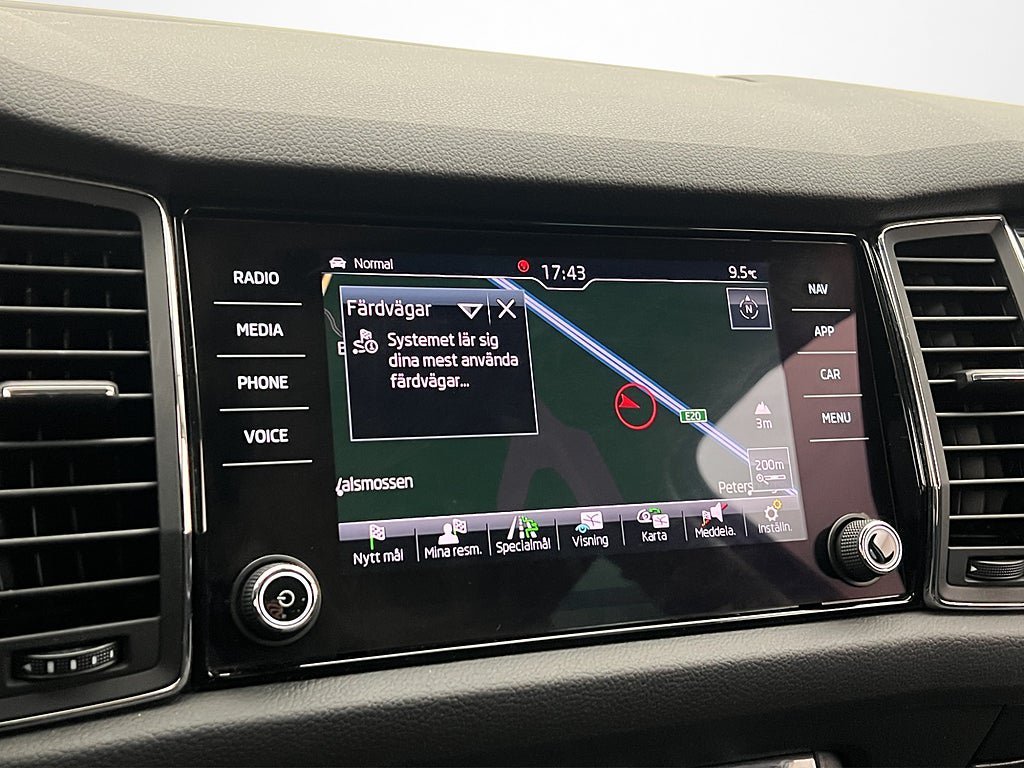 RADIO
MEDIA
PHONE
VOICE
Normal
17:43
9.5°C
Färdvägar
Systemet lär sig
dina mest använda
färdvägar...
N
E20
3m
200m
alsmossen
Peters
Nytt mål
Mina resm.
Specialmål
Visning
Karta
Meddela.
Inställn.
NAV
APP
CAR
MENU